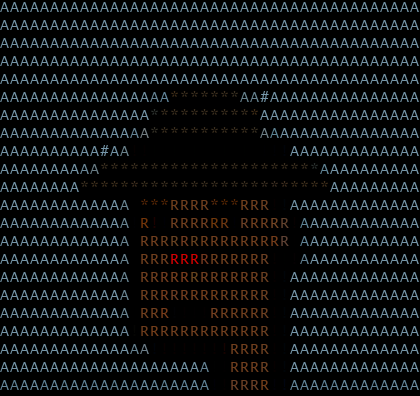 AAAAAAAAAAAAAAAAAAAAAAAAAAAAAAAAAAAAAAAAAA
AAAAAAAAAAAAAAAAAAAAAAAAAAAAAAAAAAAAAAAAAA
AAAAAAAAAAAAAAAAAAAAAAAAAAAAAAAAAAAAAAAAAA
AAAAAAAAAAAAAAAAAAAAAAAAAAAAAAAAAAAAAAAAAA
AAAAAAAAAAAAAAAAAAAAAAAAAAAAAAAAAAAAAAAAAA
AAAAAAAAAAAAAAAAA*******AA#AAAAAAAAAAAAAAA
AAAAAAAAAAAAAAA***********AAAAAAAAAAAAAAAA
AAAAAAAAAAAAAAA***********AAAAAAAAAAAAAAAA
AAAAAAAAAA#AA                AAAAAAAAAAAAA
AAAAAAAAAA**********************AAAAAAAAAA
AAAAAAAA*************************AAAAAAAAA
AAAAAAAAAAAAA ***RRRR***RRR  AAAAAAAAAAAAA
AAAAAAAAAAAAA R  RRRRRR RRRRR AAAAAAAAAAAA
AAAAAAAAAAAAA RRRRRRRRRRRRRRR AAAAAAAAAAAA
AAAAAAAAAAAAA RRRRRRRRRRRRR   AAAAAAAAAAAA
AAAAAAAAAAAAA RRRRRRRRRRRRR  AAAAAAAAAAAAA
AAAAAAAAAAAAA RRRRRRRRRRRRR  AAAAAAAAAAAAA
AAAAAAAAAAAAA RRR    RRRRRR  AAAAAAAAAAAAA
AAAAAAAAAAAAA RRRRRRRRRRRRR  AAAAAAAAAAAAA
AAAAAAAAAAAAAAA        RRRR  AAAAAAAAAAAAA
AAAAAAAAAAAAAAAAAAAAA  RRRR  AAAAAAAAAAAAA
AAAAAAAAAAAAAAAAAAAAA  RRRR  AAAAAAAAAAAAA